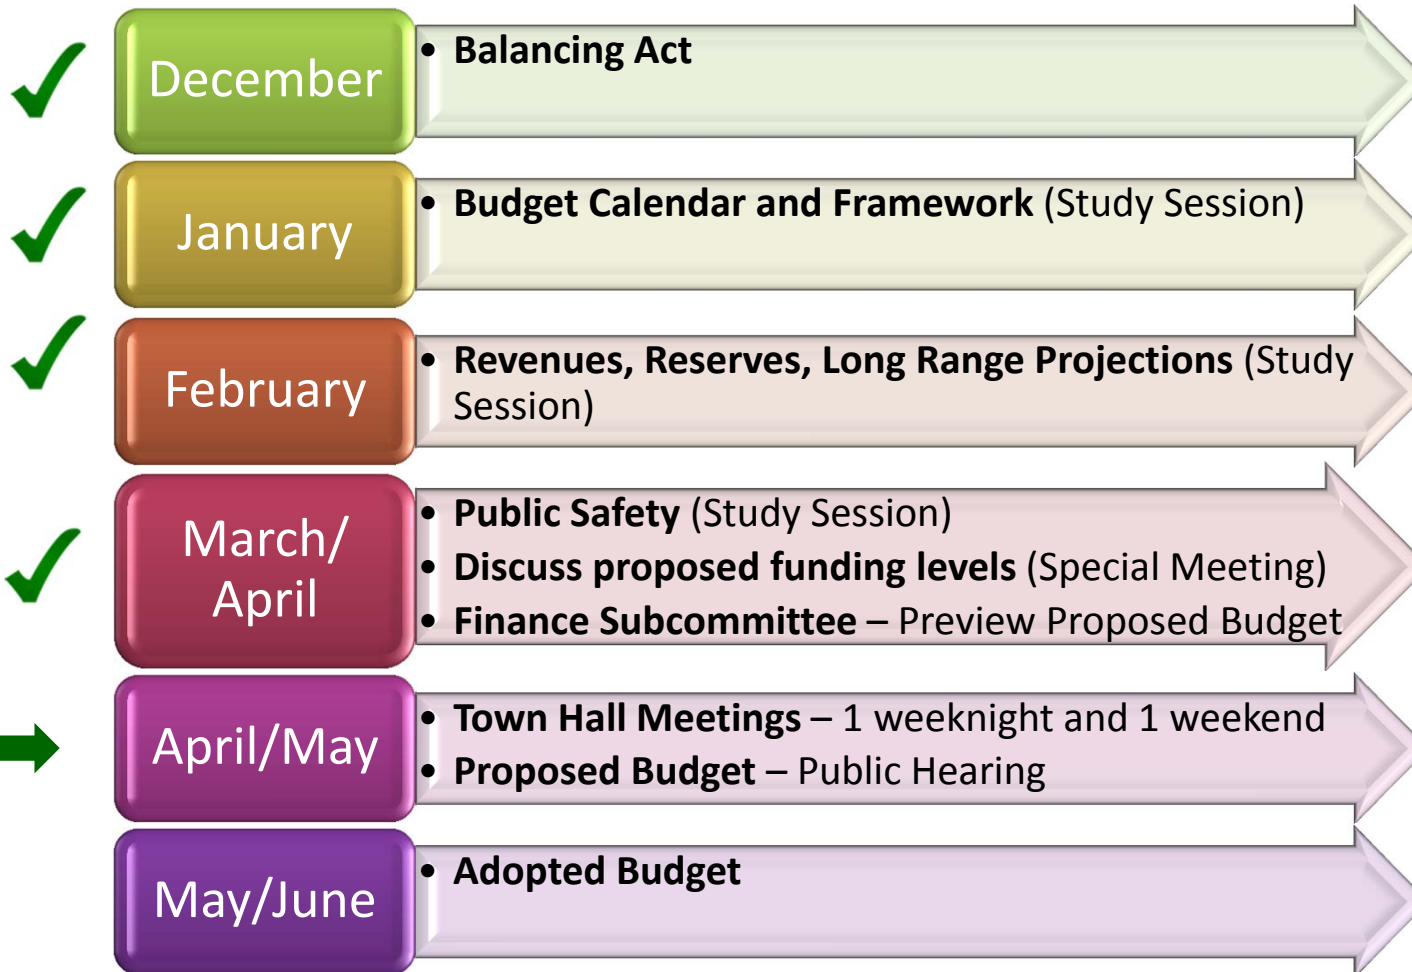 December
• Balancing Act
January
• Budget Calendar and Framework (Study Session)
February
• Revenues, Reserves, Long Range Projections (Study
Session)
March/
April
• Public Safety (Study Session)
• Discuss proposed funding levels (Special Meeting)
• Finance Subcommittee – Preview Proposed Budget
April/May
• Town Hall Meetings – 1 weeknight and 1 weekend
• Proposed Budget – Public Hearing
May/June
• Adopted Budget